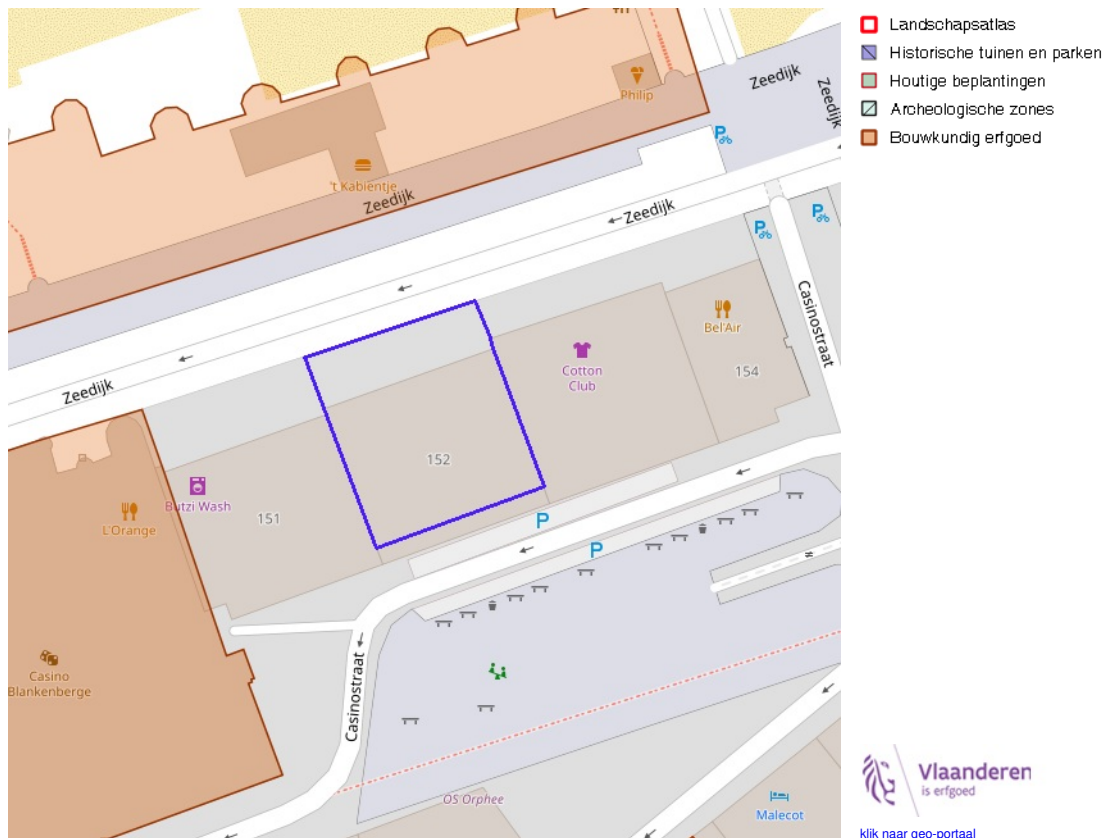 Landschapsatlas
Historische tuinen en parken
Houtige beplantingen
Archeologische zones
Bouwkundig erfgoed
Zeedijk
Zeedijk
Philip
't Kabientje
Zeedijk
Zeedijk
Casinostraat
Bel'Air
Cotton
Club
154
Zeedijk
152
Butzi Wash
L'Orange
151
P
P
P
P
P
Casino
Blankenberge
Casinostraat
OS Orphee
Malecot
Vlaanderen
is erfgoed
klik naar geo-portaal